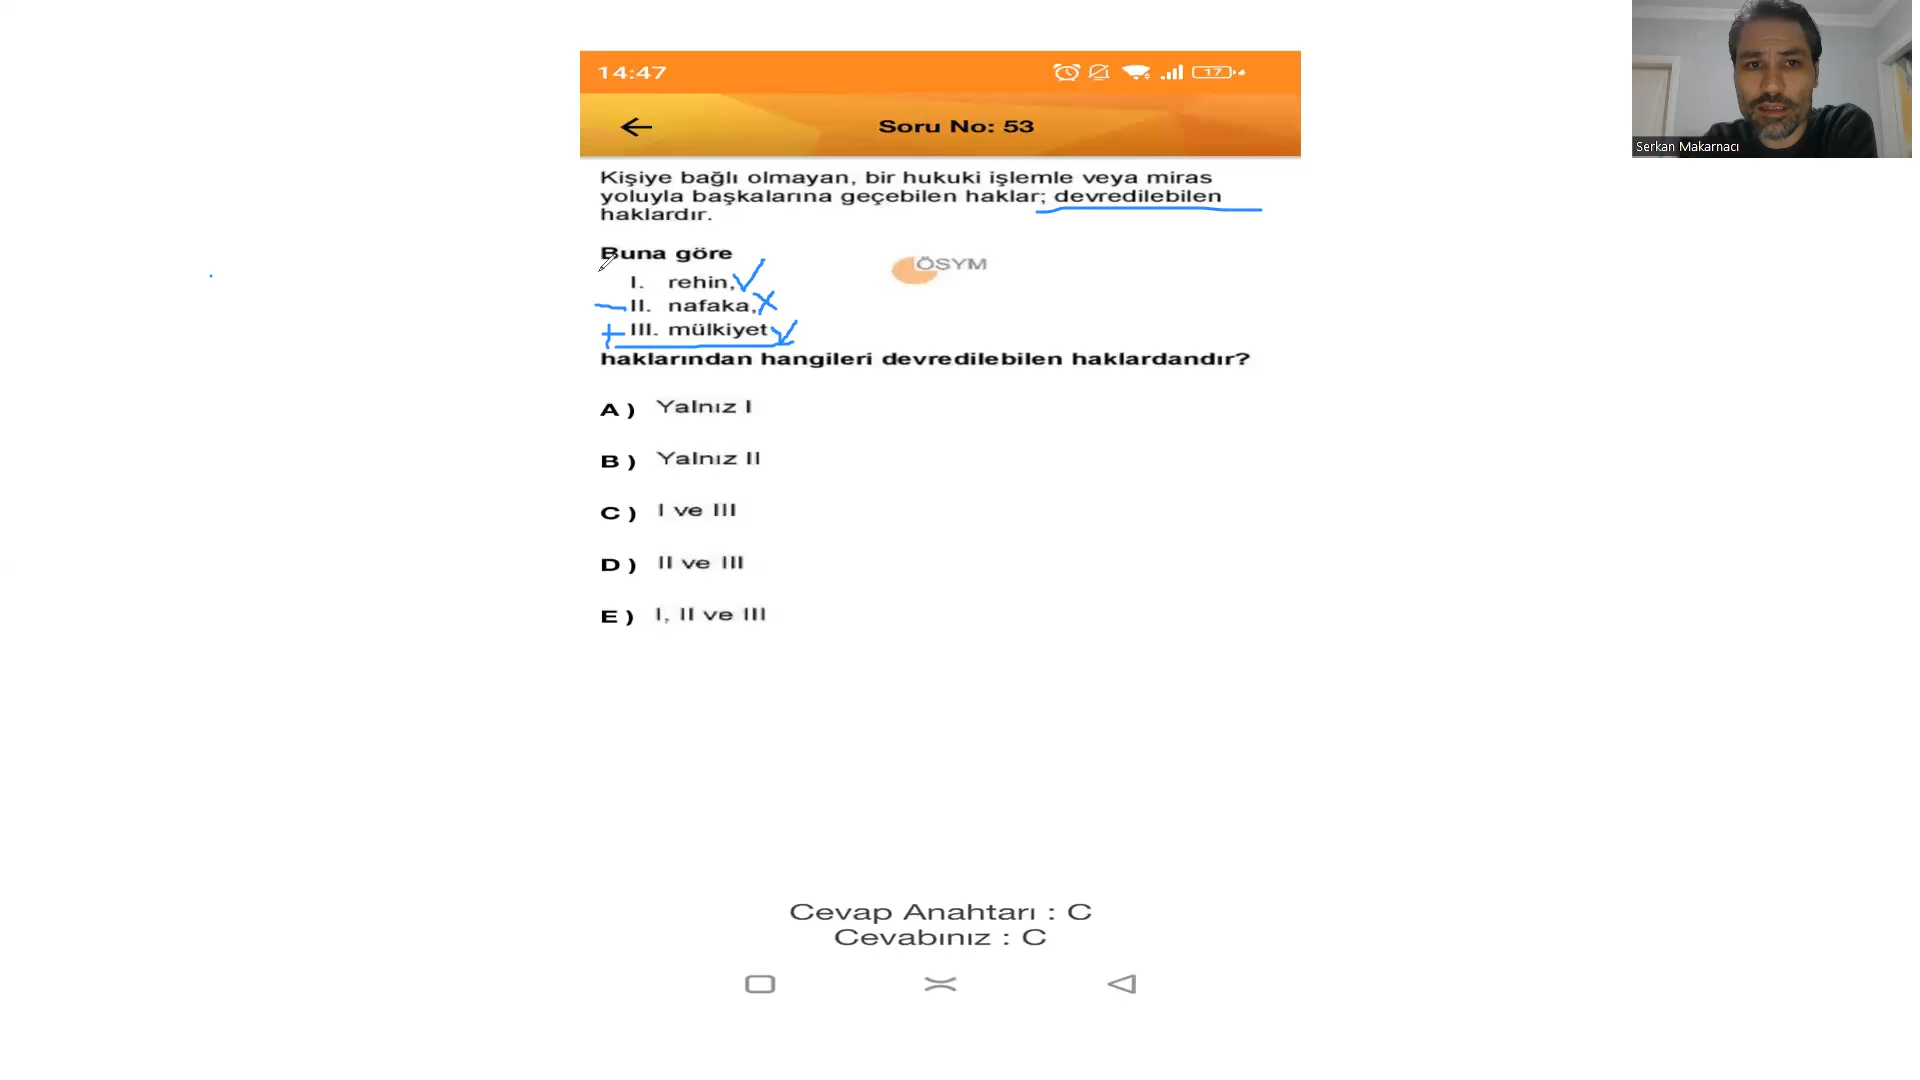 14:47
17
Soru No: 53
Serkan Makarnacı
Kişiye bağlı olmayan, bir hukuki işlemle veya miras
yoluyla başkalarına geçebilen haklar; devredilebilen
haklardır.
Buna göre
ÖSYM
I. rehin,
II. nafaka,
III. mülkiyet
haklarından hangileri devredilebilen haklardandır?
A ) Yalnız I
B ) Yalnız II
C ) I ve III
D ) II ve III
E ) I, II ve III
Cevap Anahtarı : C
Cevabınız : C